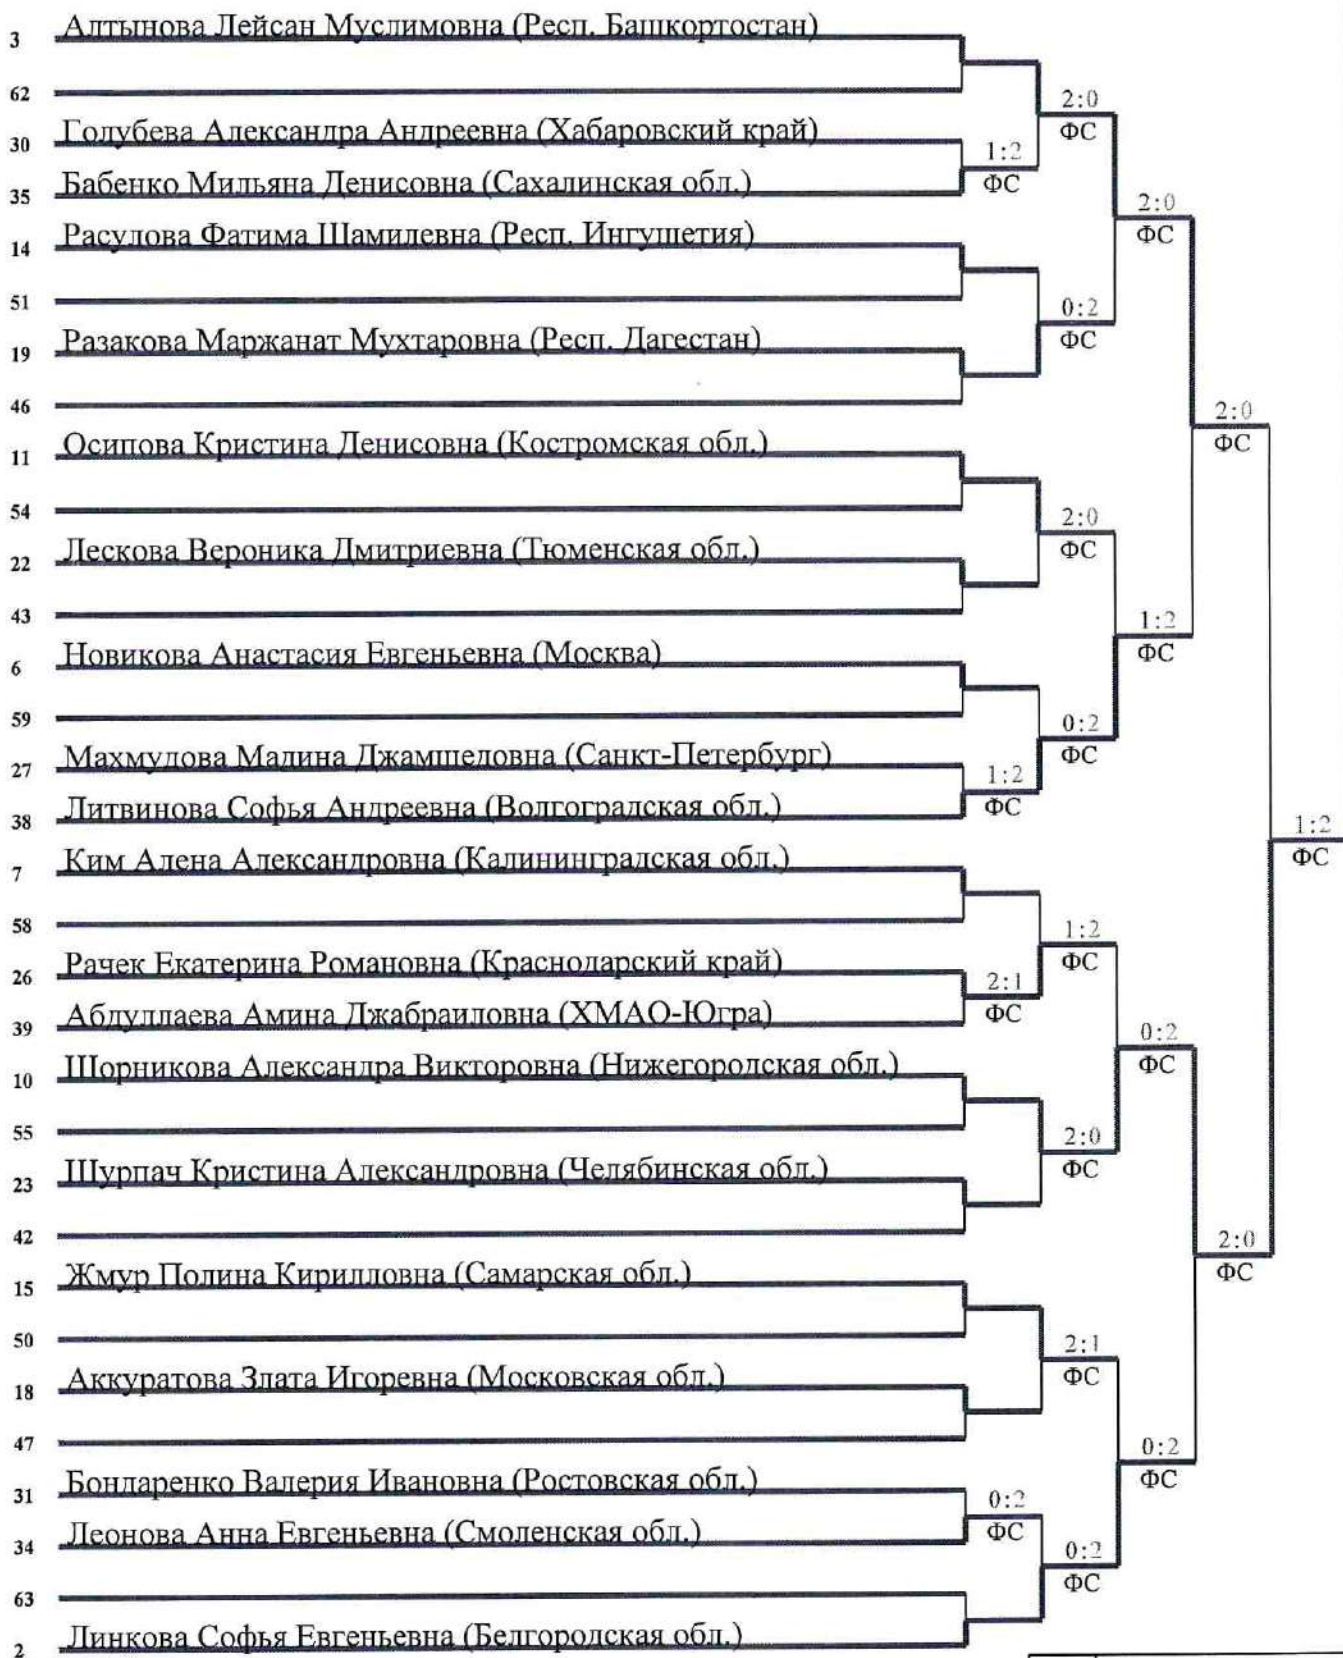 3 Алтынова Лейсан Муслимовна (Респ. Башкортостан)
62
2:0
ФС
30 Голубева Александра Андреевна (Хабаровский край)
1:2
ФС
35 Бабенко Мильяна Денисовна (Сахалинская обл.)
2:0
ФС
14 Расулова Фатима Шамилевна (Респ. Ингушетия)
51
0:2
ФС
19 Разакова Маржанат Мухтаровна (Респ. Дагестан)
46
2:0
ФС
11 Осипова Кристина Денисовна (Костромская обл.)
54
2:0
ФС
22 Лескова Вероника Дмитриевна (Тюменская обл.)
43
1:2
ФС
6 Новикова Анастасия Евгеньевна (Москва)
59
0:2
ФС
27 Махмудова Мадина Джамшедовна (Санкт-Петербург)
1:2
ФС
38 Литвинова Софья Андреевна (Волгоградская обл.)
1:2
ФС
7 Ким Алена Александровна (Калининградская обл.)
58
1:2
ФС
26 Рачек Екатерина Романовна (Краснодарский край)
2:1
ФС
39 Абдуллаева Амина Джабраиловна (ХМАО-Югра)
0:2
ФС
10 Шорникова Александра Викторовна (Нижегородская обл.)
55
2:0
ФС
23 Шурпач Кристина Александровна (Челябинская обл.)
42
2:0
ФС
15 Жмур Полина Кирилловна (Самарская обл.)
50
2:1
ФС
18 Аккуратова Злата Игоревна (Московская обл.)
47
0:2
ФС
31 Бондаренко Валерия Ивановна (Ростовская обл.)
0:2
ФС
34 Леонова Анна Евгеньевна (Смоленская обл.)
0:2
ФС
63
2 Линкова Софья Евгеньевна (Белгородская обл.)